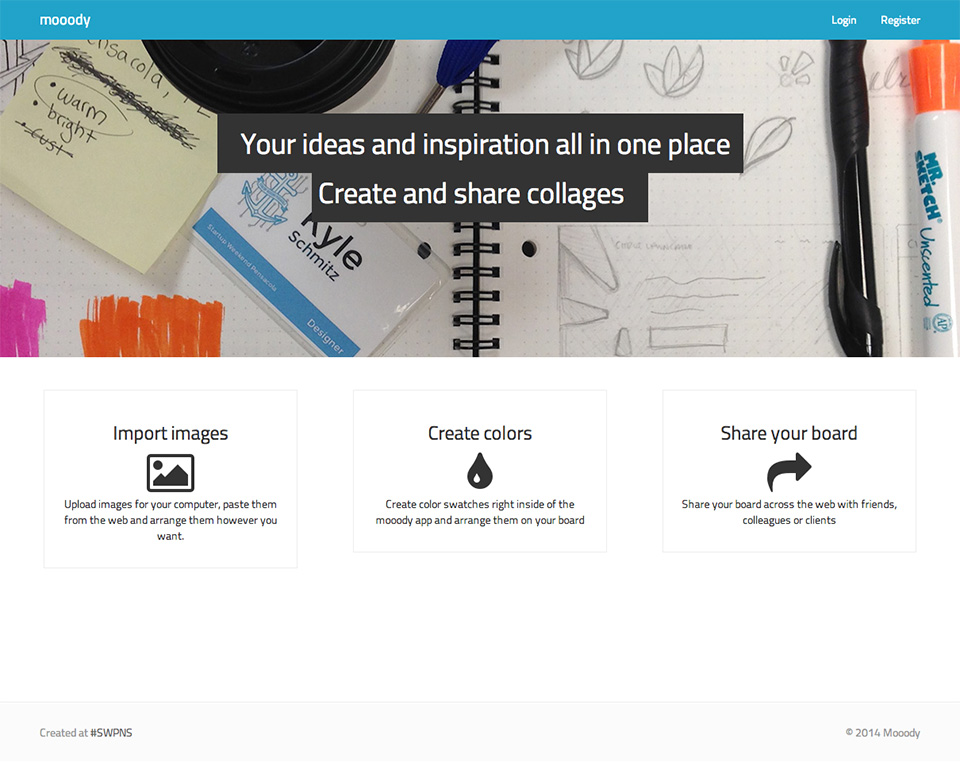 mooody
Login Register
Your ideas and inspiration all in one place
Create and share collages
warm
bright
Kyle
Schmitz
Startup Weekend Pensacola
Designer
MR.
SKETCH
Unscented
AP
Import images
Upload images for your computer, paste them
from the web and arrange them however you
want.
Create colors
Create color swatches right inside of the
mooody app and arrange them on your board
Share your board
Share your board across the web with friends,
colleagues or clients
Created at #SWPNS
© 2014 Mooody